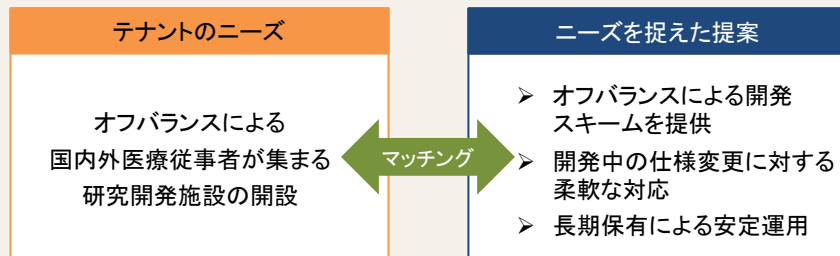 テナントのニーズ
オフバランスによる
国内外医療従事者が集まる
研究開発施設の開設
マッチング
ニーズを捉えた提案
➢ オフバランスによる開発
スキームを提供
➢ 開発中の仕様変更に対する
柔軟な対応
➢ 長期保有による安定運用